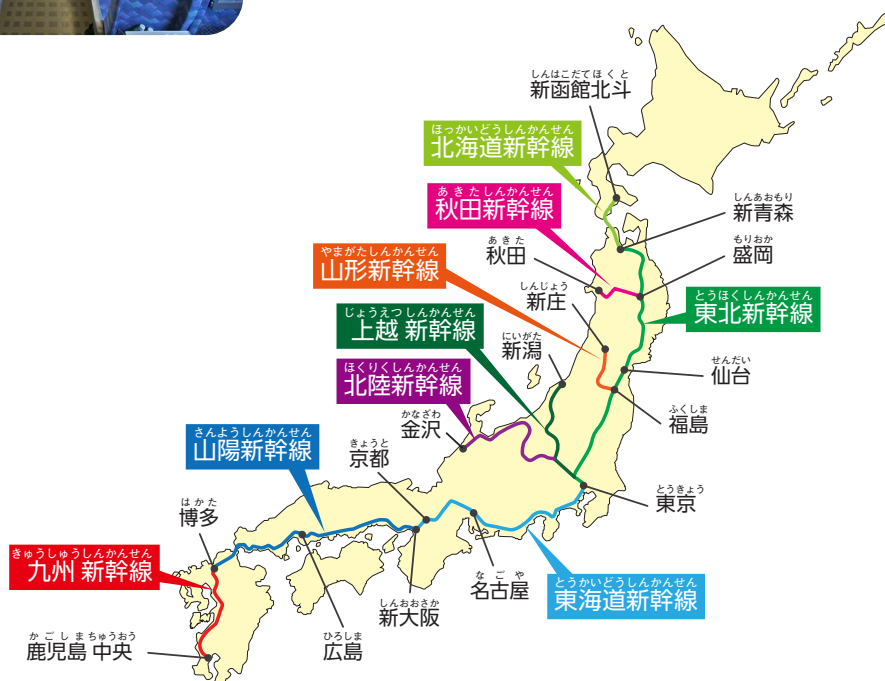 しんはこだてほくと
新函館北斗
ほっかいどうしんかんせん
北海道新幹線
あきたしんかんせん
秋田新幹線
しんあおもり
新青森
あきた
秋田
もりおか
盛岡
やまがたしんかんせん
山形新幹線
しんじょう
新庄
とうほくしんかんせん
東北新幹線
じょうえつしんかんせん
上越 新幹線
にいがた
新潟
せんだい
仙台
ほくりくしんかんせん
北陸新幹線
ふくしま
福島
かなざわ
金沢
さんようしんかんせん
山陽新幹線
きょうと
京都
とうきょう
東京
はかた
博多
きゅうしゅうしんかんせん
九州 新幹線
なごや
名古屋
とうかいどうしんかんせん
東海道新幹線
しんおおさか
新大阪
ひろしま
広島
かごしまちゅうおう
鹿児島 中央